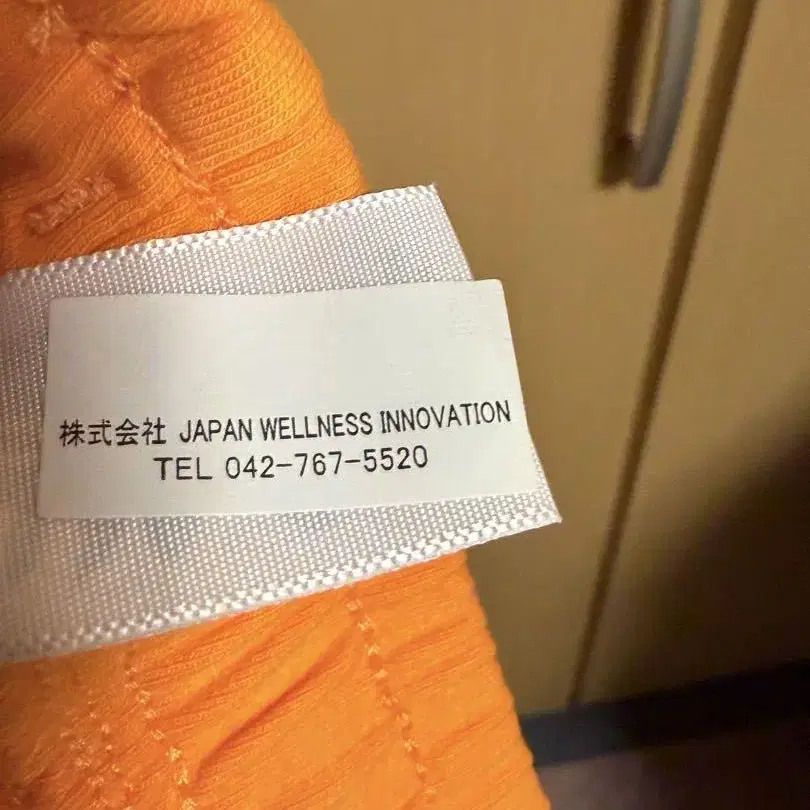 株式会社 JAPAN WELLNESS INNOVATION
TEL 042-767-5520